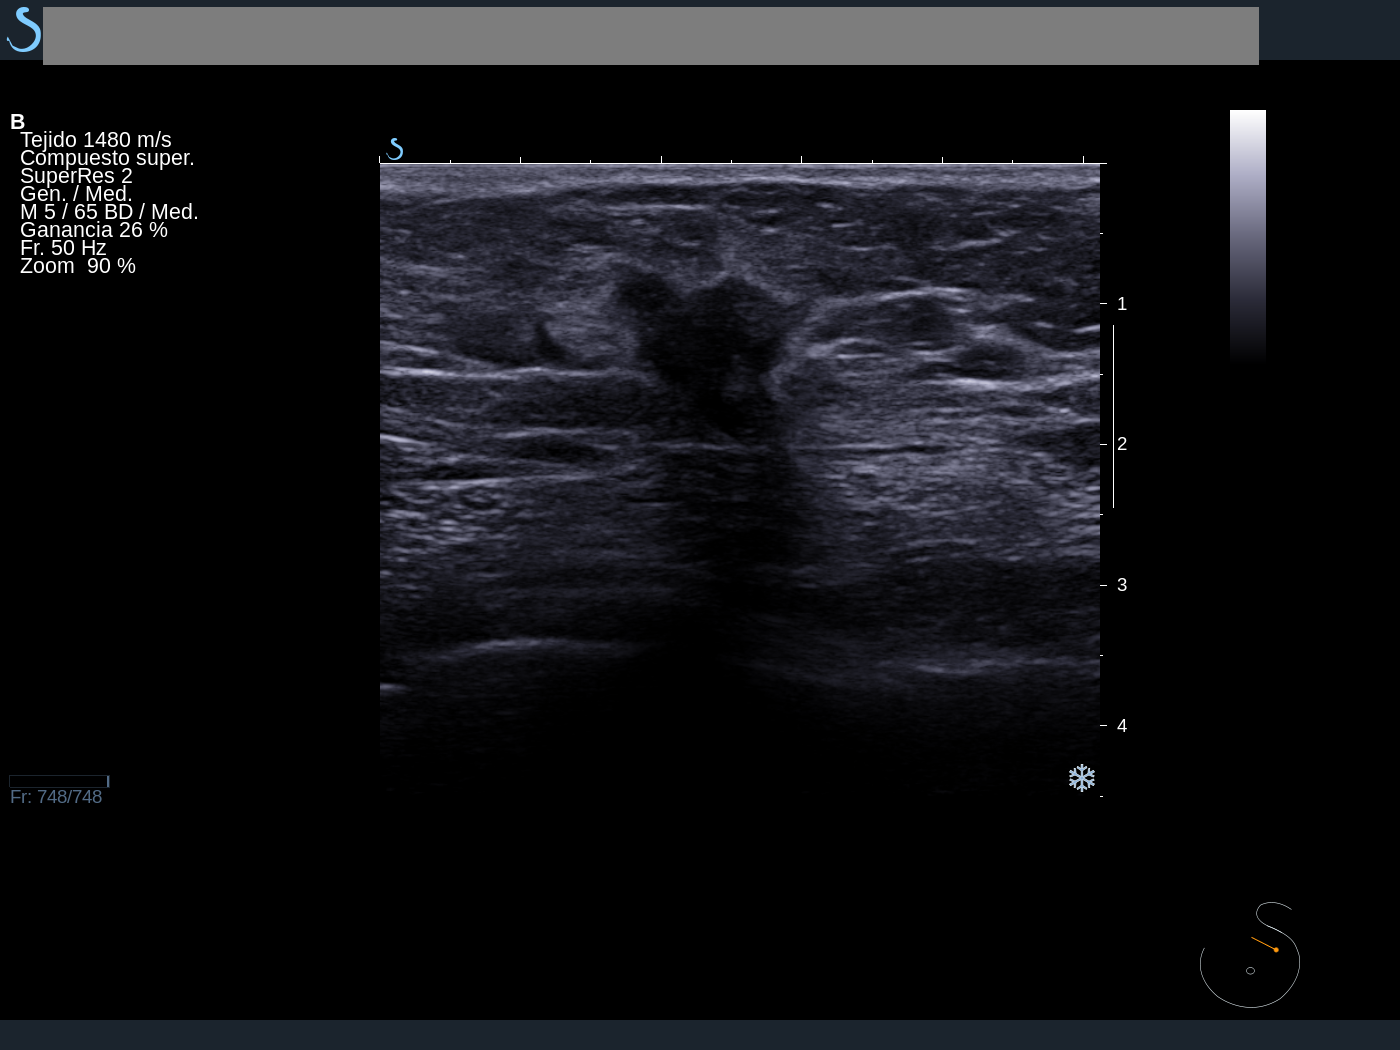 B
Tejido 1480 m/s
Compuesto super.
SuperRes 2
Gen. / Med.
M 5 / 65 BD / Med.
Ganancia 26 %
Fr. 50 Hz
Zoom 90 %
1
2
3
4
Fr: 748/748